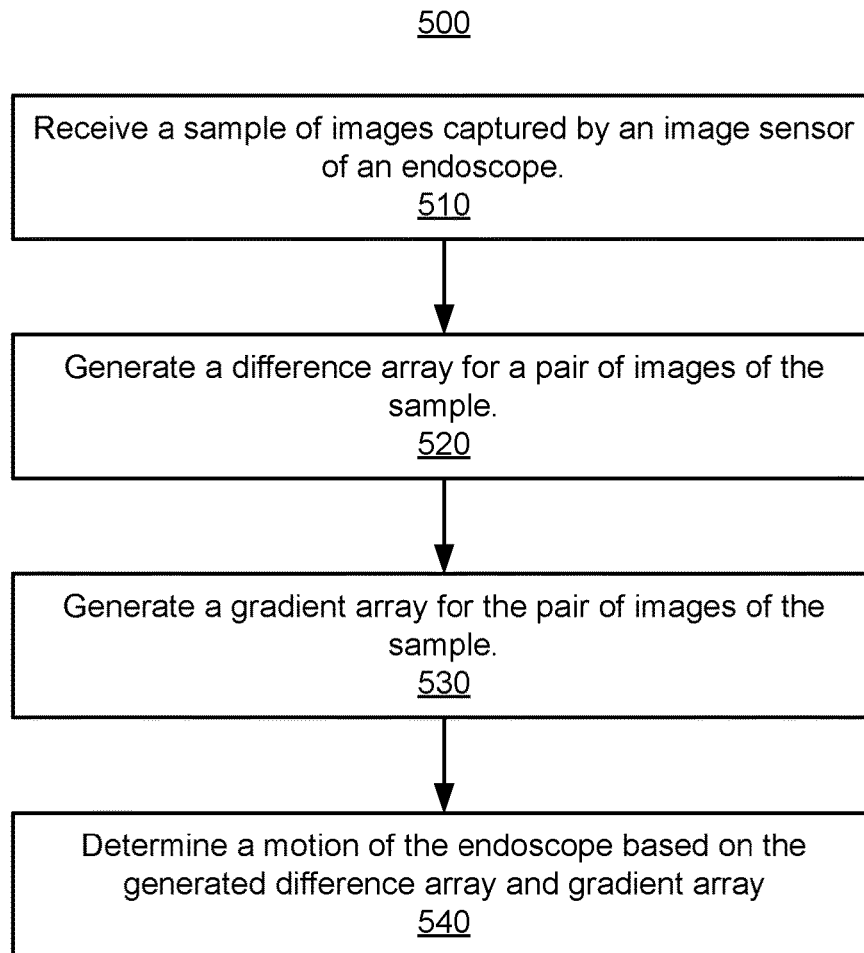 500
Receive a sample of images captured by an image sensor
of an endoscope.
510
Generate a difference array for a pair of images of the
sample.
520
Generate a gradient array for the pair of images of the
sample.
530
Determine a motion of the endoscope based on the
generated difference array and gradient array
540